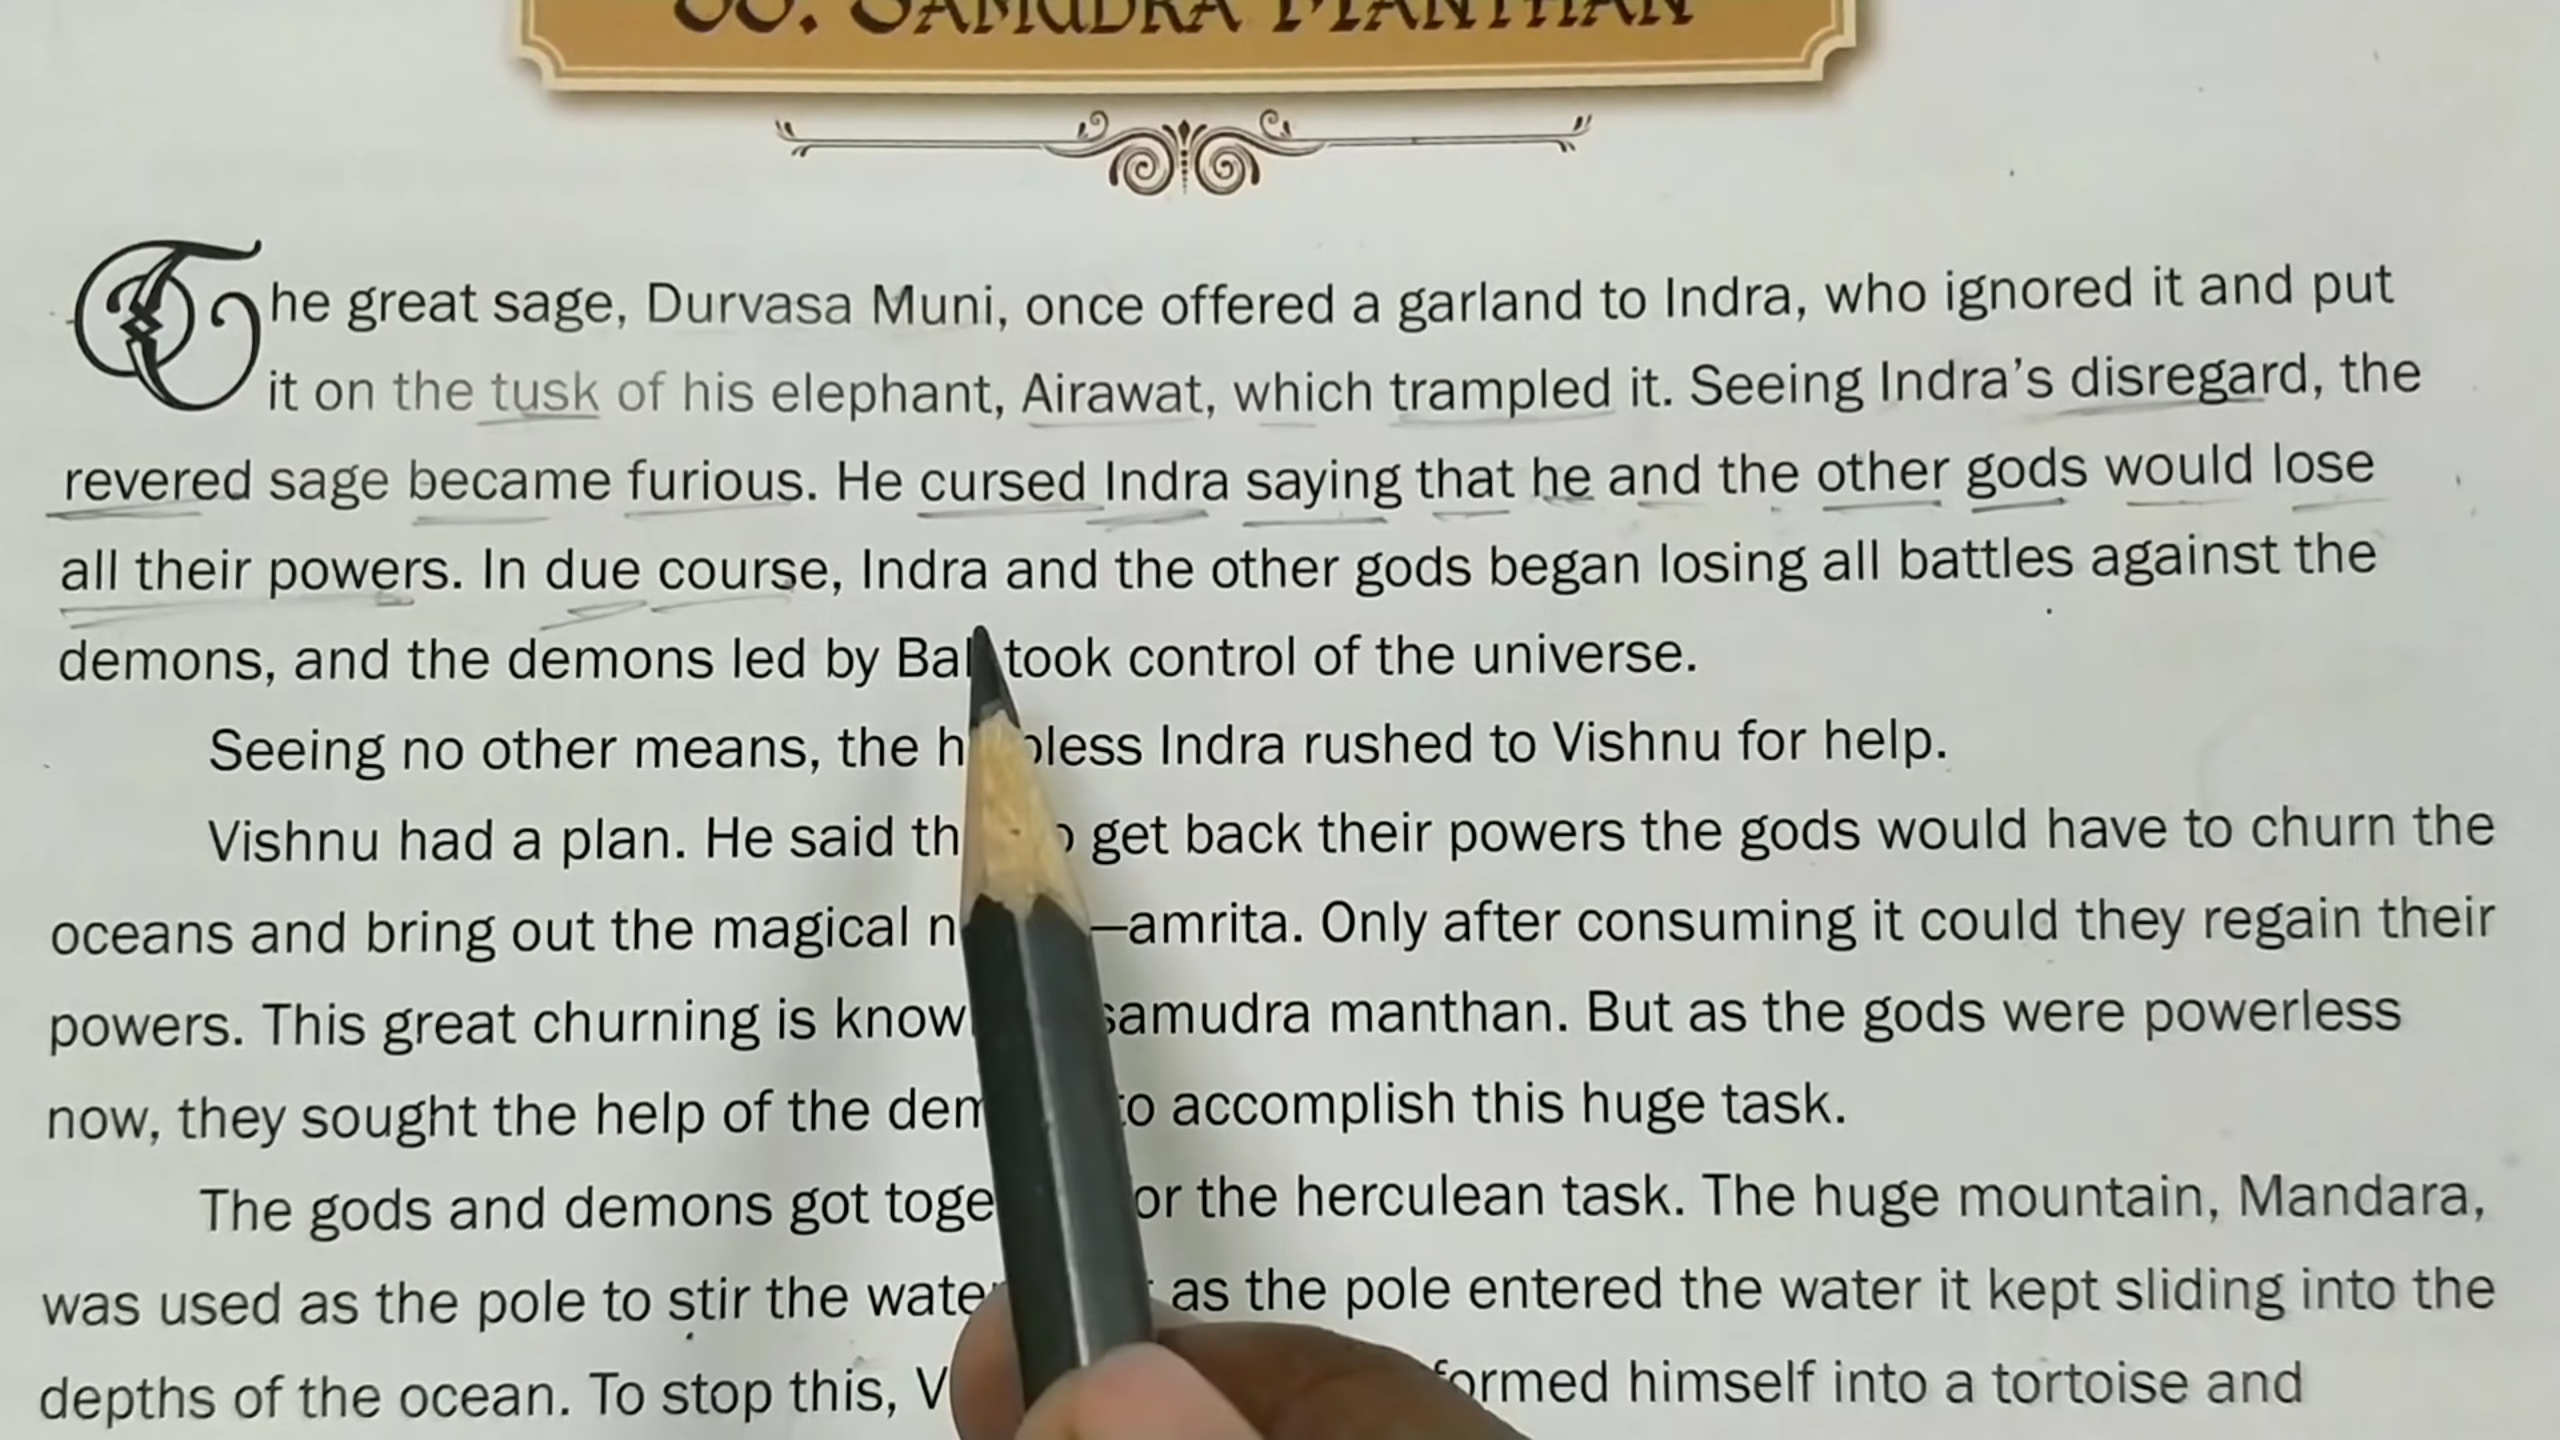 SAMUDRA MANTHAN
The great sage, Durvasa Muni, once offered a garland to Indra, who ignored it and put
it on the tusk of his elephant, Airawat, which trampled it. Seeing Indra's disregard, the
revered sage became furious. He cursed Indra saying that he and the other gods would lose
all their powers. In due course, Indra and the other gods began losing all battles against the
demons, and the demons led by took control of the universe.
Seeing no other means, the Indra rushed to Vishnu for help.
Vishnu had a plan. He said get back their powers the gods would have to churn the
oceans and bring out the magical —amrita. Only after consuming it could they regain their
powers. This great churning is samudra manthan. But as the gods were powerless
now, they sought the help of the to accomplish this huge task.
The gods and demons got the herculean task. The huge mountain, Mandara,
was used as the pole to stir the as the pole entered the water it kept sliding into the
depths of the ocean. To stop this, himself into a tortoise and